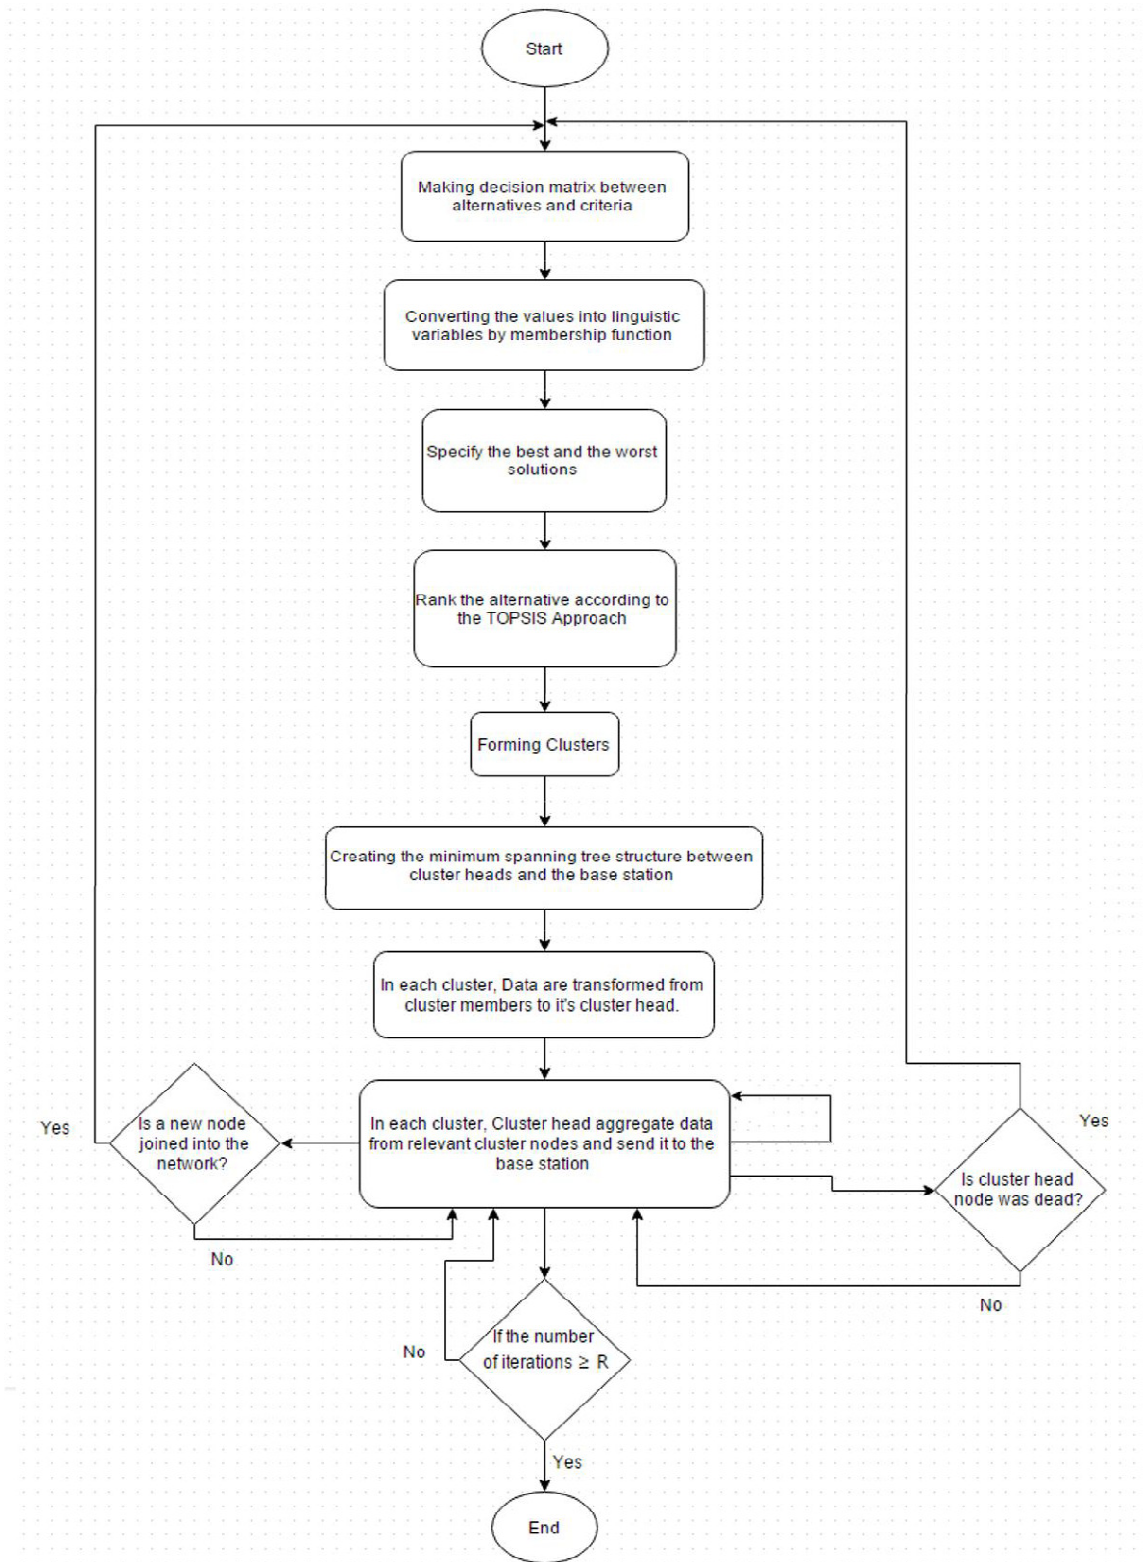 Start
Making decision matrix between
alternatives and criteria
Converting the values into linguistic
variables by membership function
Specify the best and the worst
solutions
Rank the alternative according to
the TOPSIS Approach
Forming Clusters
Creating the minimum spanning tree structure between
cluster heads and the base station
In each cluster, Data are transformed from
cluster members to it's cluster head.
Yes
Is a new node
joined into the
network?
No
In each cluster, Cluster head aggregate data
from relevant cluster nodes and send it to the
base station
Yes
Is cluster head
node was dead?
No
No
If the number
of iterations ≥ R
Yes
End